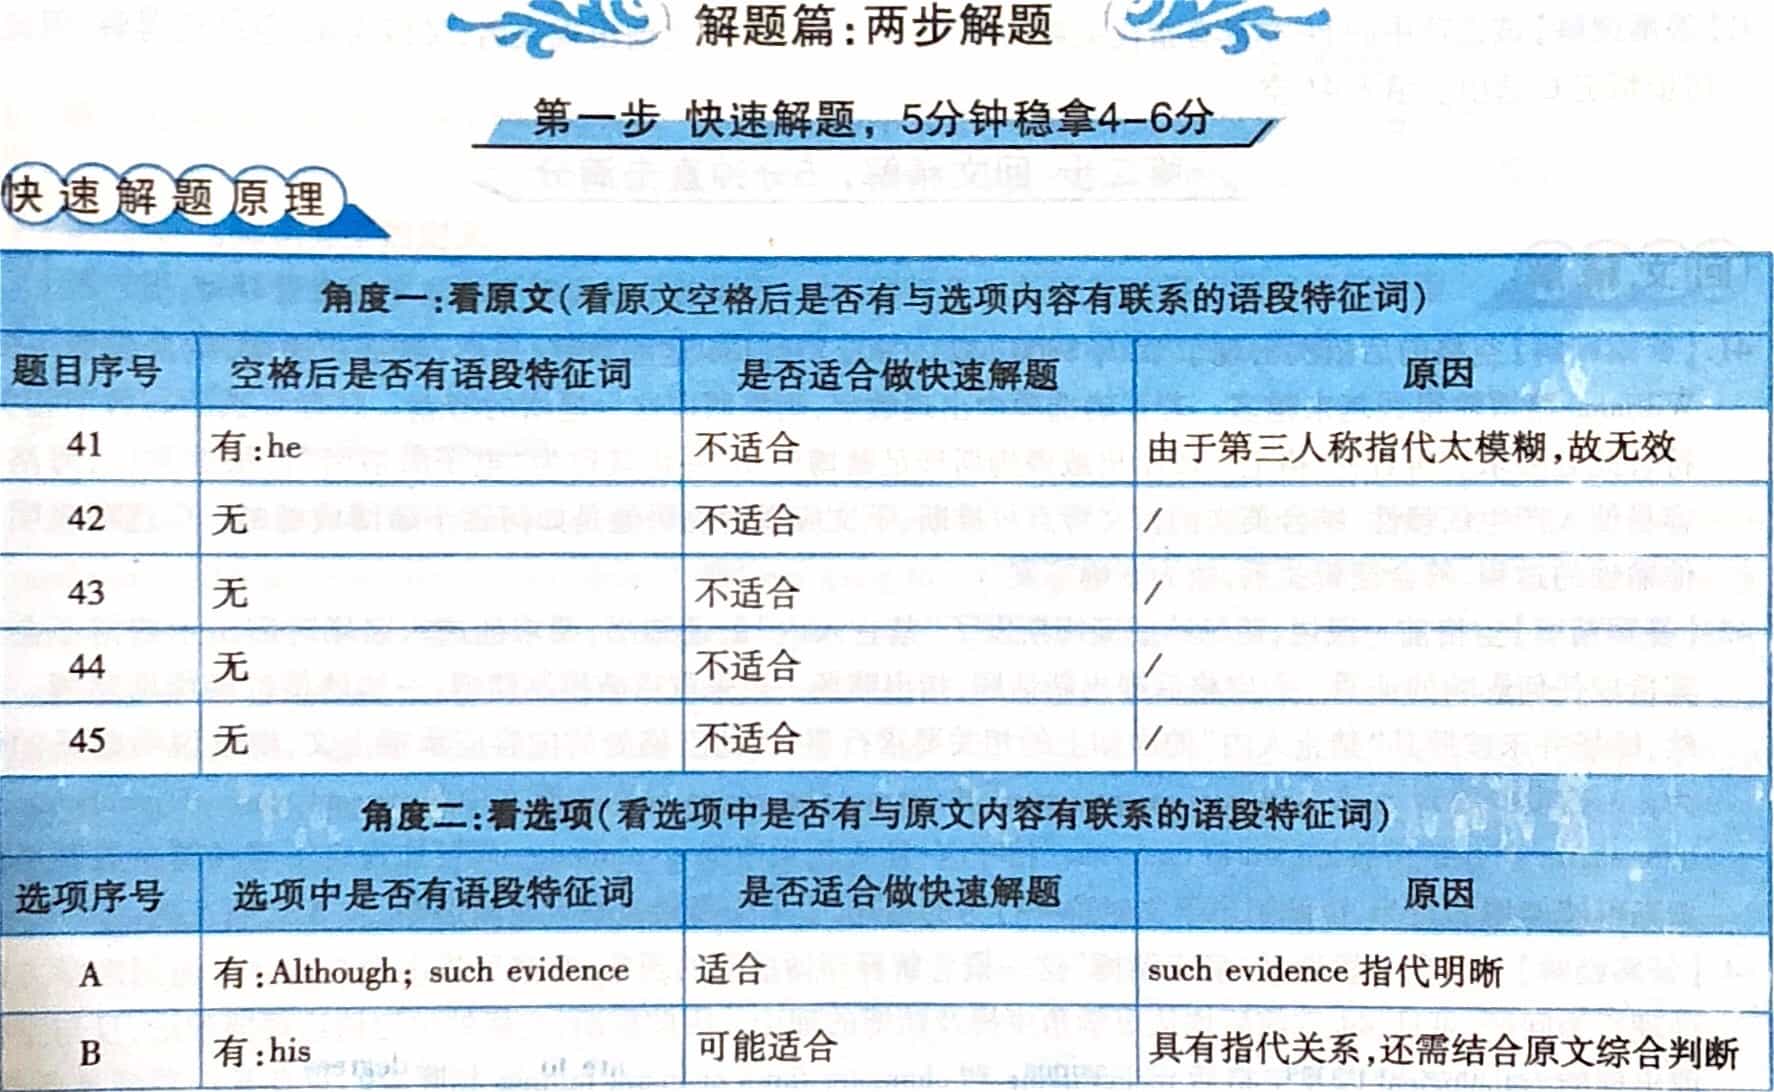 解题篇:两步解题
第一步 快速解题，5分钟稳拿4–6分
快速解题原理
角度一:看原文(看原文空格后是否有与选项内容有联系的语段特征词)
题目序号 空格后是否有语段特征词 是否适合做快速解题 原因
41 有:he 不适合 由于第三人称指代太模糊,故无效
42 无 不适合 /
43 无 不适合 /
44 无 不适合 /
45 无 不适合 /
角度二:看选项(看选项中是否有与原文内容有联系的语段特征词)
选项序号 选项中是否有语段特征词 是否适合做快速解题 原因
A 有:Although; such evidence 适合 such evidence 指代明晰
B 有:his 可能适合 具有指代关系,还需结合原文综合判断